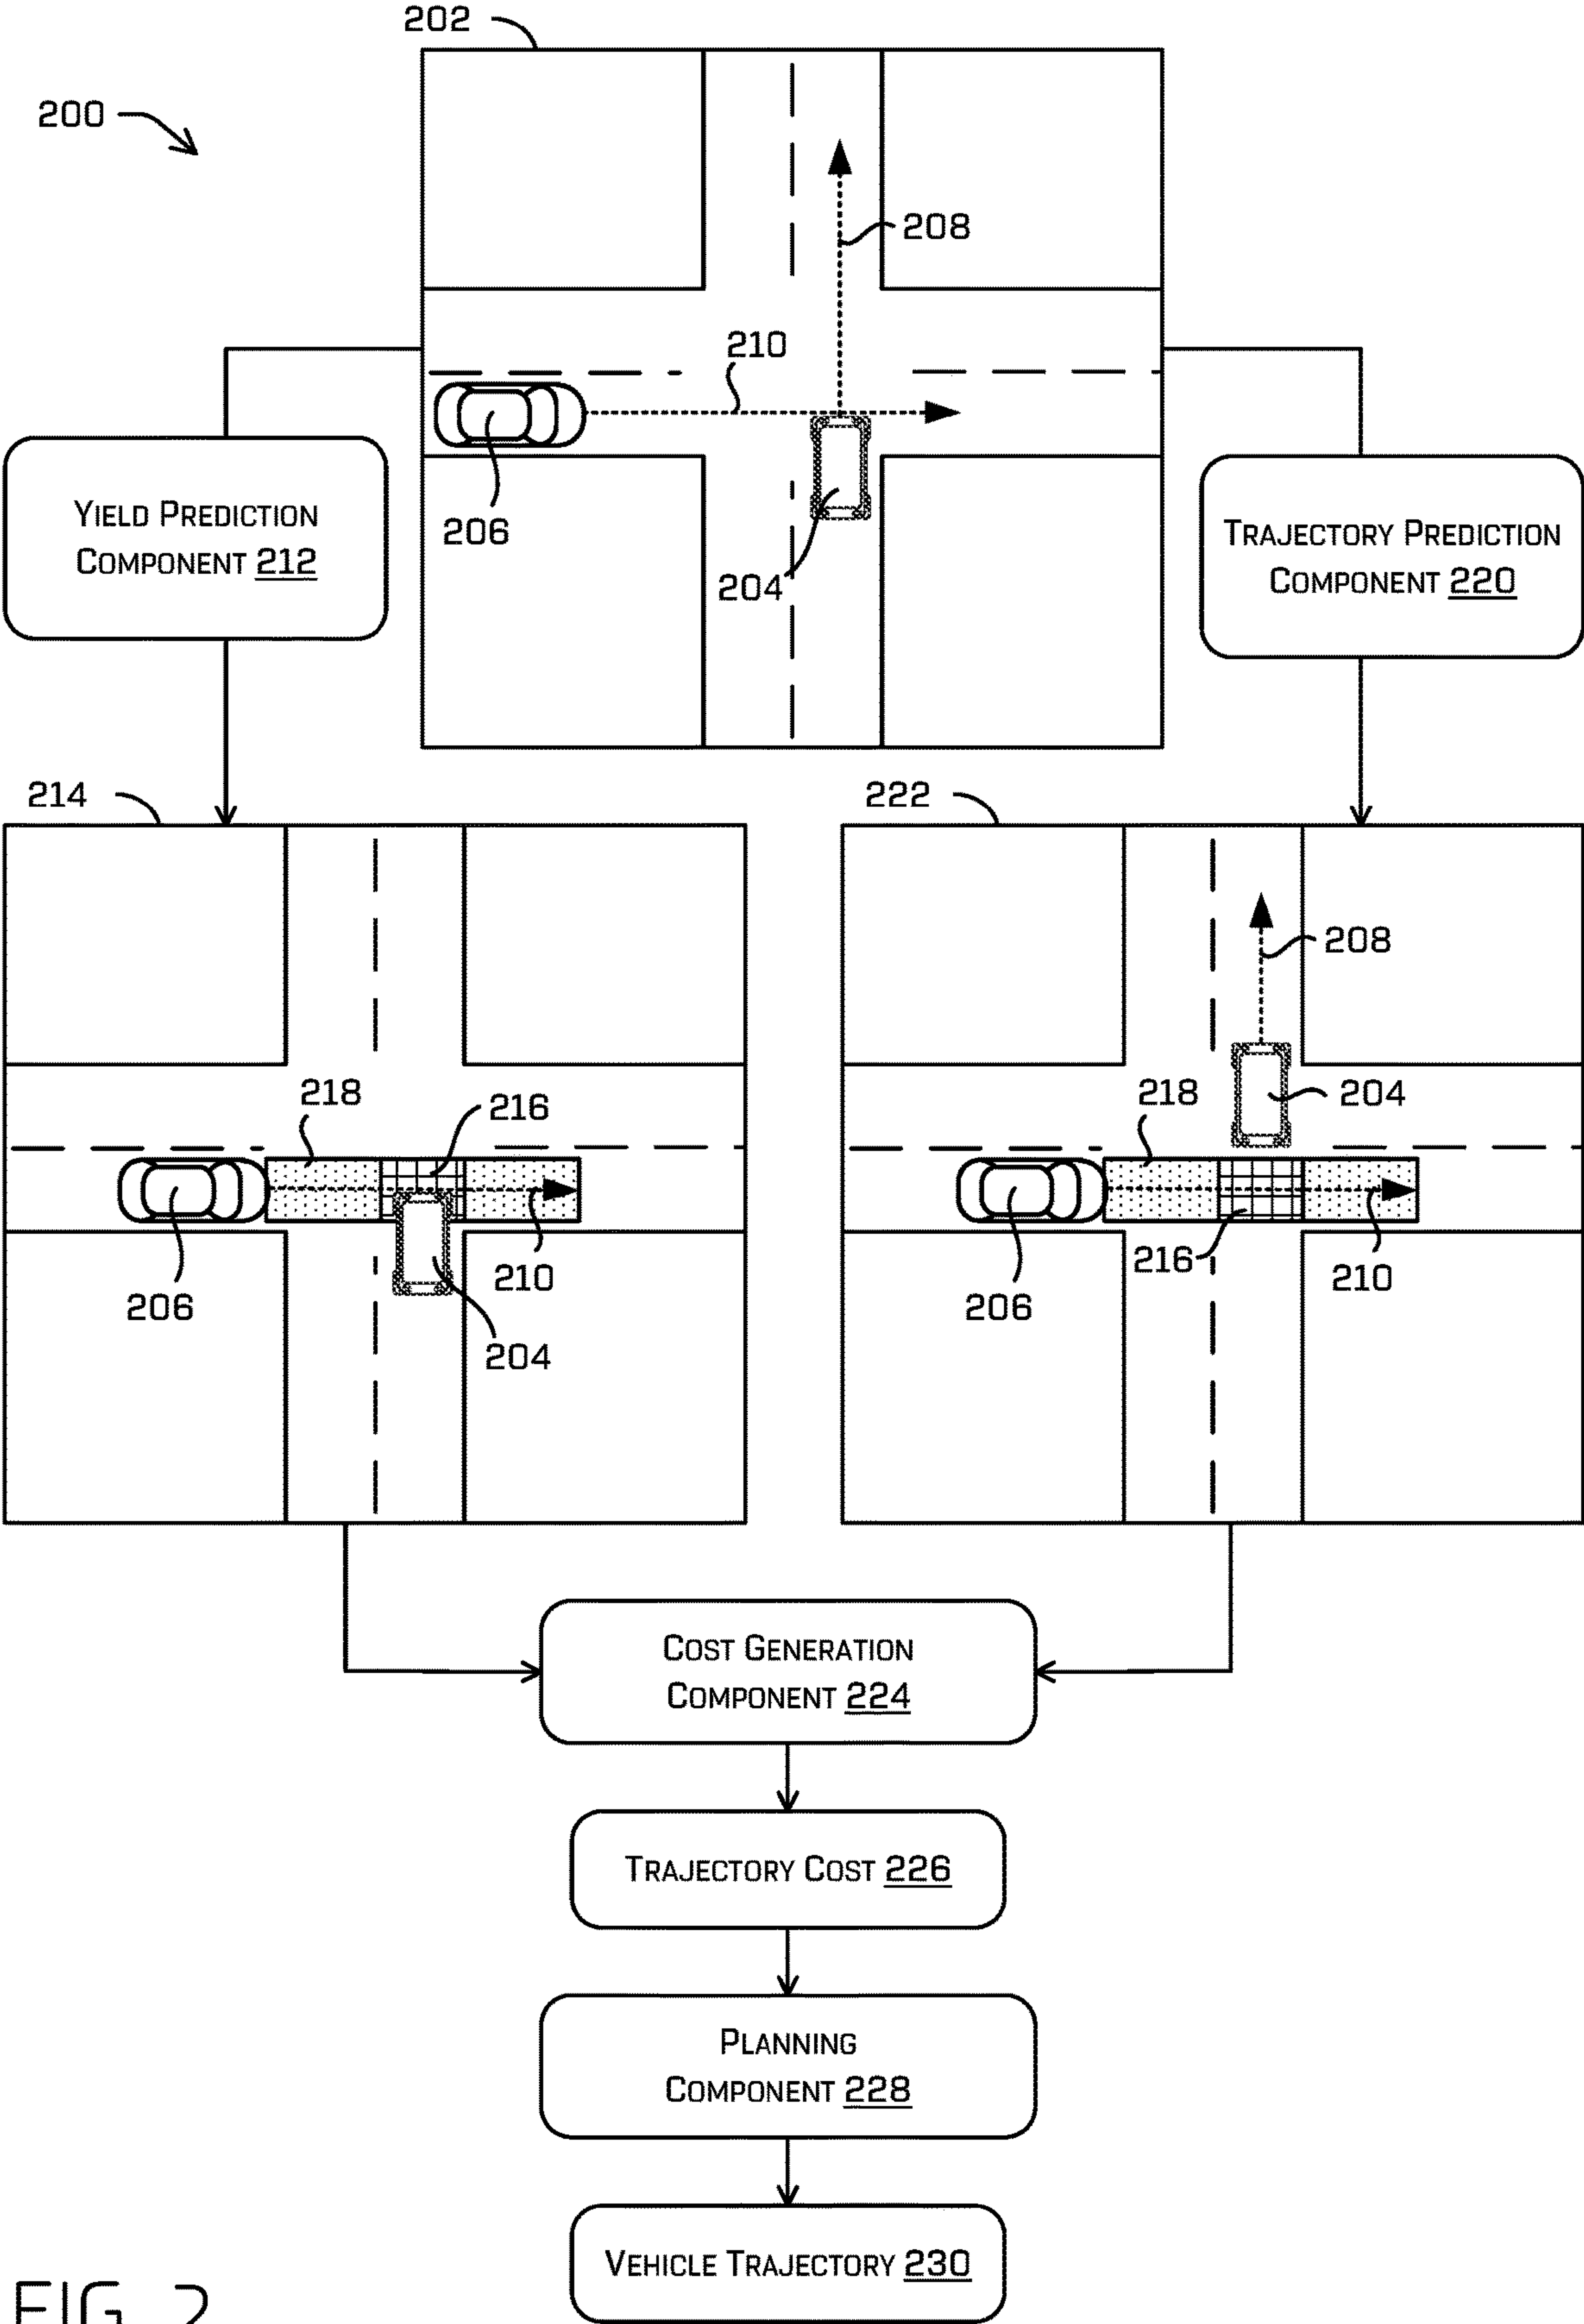 202
200
208
210
206
204
YIELD PREDICTION
COMPONENT 212
TRAJECTORY PREDICTION
COMPONENT 220
214
218
216
206
210
204
222
208
218
204
206
216
210
COST GENERATION
COMPONENT 224
TRAJECTORY COST 226
PLANNING
COMPONENT 228
VEHICLE TRAJECTORY 230
FIG. 2